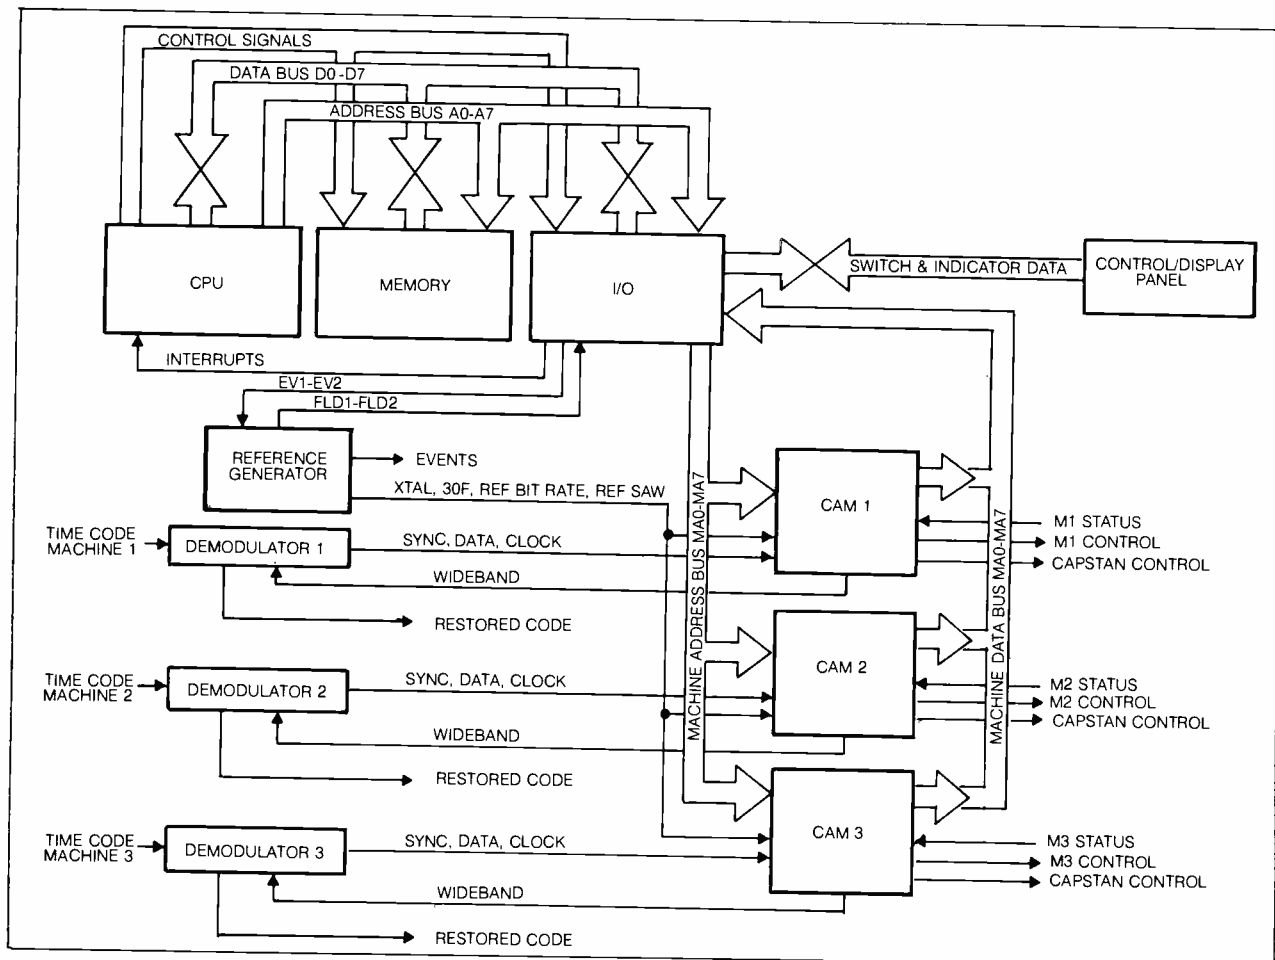 CONTROL SIGNALS
DATA BUS D0-D7
ADDRESS BUS A0-A7
CPU
MEMORY
I/O
SWITCH & INDICATOR DATA
CONTROL/DISPLAY
PANEL
INTERRUPTS
EV1-EV2
FLD1-FLD2
REFERENCE
GENERATOR
EVENTS
XTAL, 30F, REF BIT RATE, REF SAW
MACHINE ADDRESS BUS MA0-MA7
MACHINE DATA BUS MA0-MA7
CAM 1
M1 STATUS
M1 CONTROL
CAPSTAN CONTROL
TIME CODE
MACHINE 1
DEMODULATOR 1
SYNC, DATA, CLOCK
WIDEBAND
RESTORED CODE
CAM 2
M2 STATUS
M2 CONTROL
CAPSTAN CONTROL
TIME CODE
MACHINE 2
DEMODULATOR 2
SYNC, DATA, CLOCK
WIDEBAND
RESTORED CODE
CAM 3
M3 STATUS
M3 CONTROL
CAPSTAN CONTROL
TIME CODE
MACHINE 3
DEMODULATOR 3
SYNC, DATA, CLOCK
WIDEBAND
RESTORED CODE